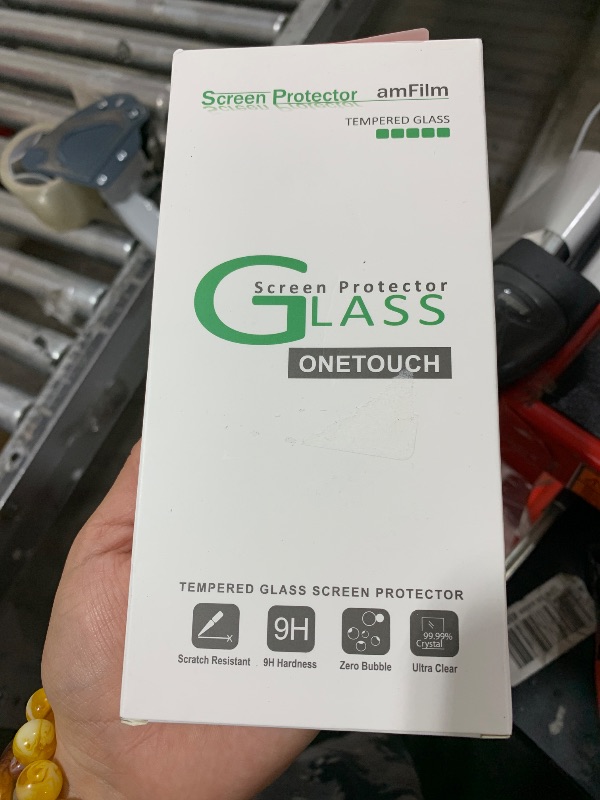 Screen Protector amFilm
TEMPERED GLASS
Screen Protector
GLASS
ONETOUCH
TEMPERED GLASS SCREEN PROTECTOR
9H
99.99%
Crystal
Scratch Resistant 9H Hardness Zero Bubble Ultra Clear